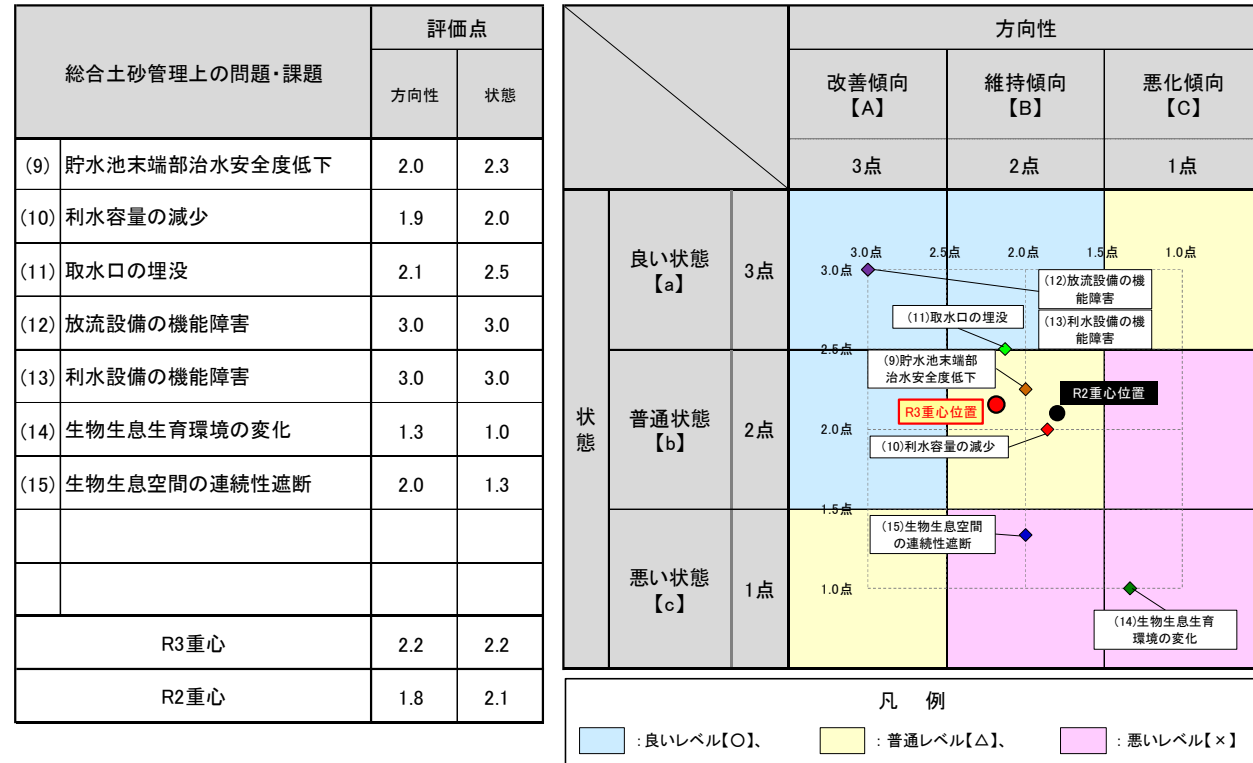 総合土砂管理上の問題・課題
評価点
方向性 状態
(9) 貯水池末端部治水安全度低下 2.0 2.3
(10) 利水容量の減少 1.9 2.0
(11) 取水口の埋没 2.1 2.5
(12) 放流設備の機能障害 3.0 3.0
(13) 利水設備の機能障害 3.0 3.0
(14) 生物生息生育環境の変化 1.3 1.0
(15) 生物生息空間の連続性遮断 2.0 1.3
R3重心 2.2 2.2
R2重心 1.8 2.1
方向性
改善傾向 維持傾向 悪化傾向
【A】 【B】 【C】
3点 2点 1点
状
態
良い状態
【a】
3点
普通状態
【b】
2点
悪い状態
【c】
1点
3.0点 2.5点 2.0点 1.5点 1.0点
3.0点
(12)放流設備の機
能障害
(13)利水設備の機
能障害
(11)取水口の埋没
2.5点
(9)貯水池末端部
治水安全度低下
R2重心位置
R3重心位置
2.0点
(10)利水容量の減少
1.5点
(15)生物生息空間
の連続性遮断
1.0点
(14)生物生息生育
環境の変化
凡 例
:良いレベル【○】、 :普通レベル【△】、 :悪いレベル【×】